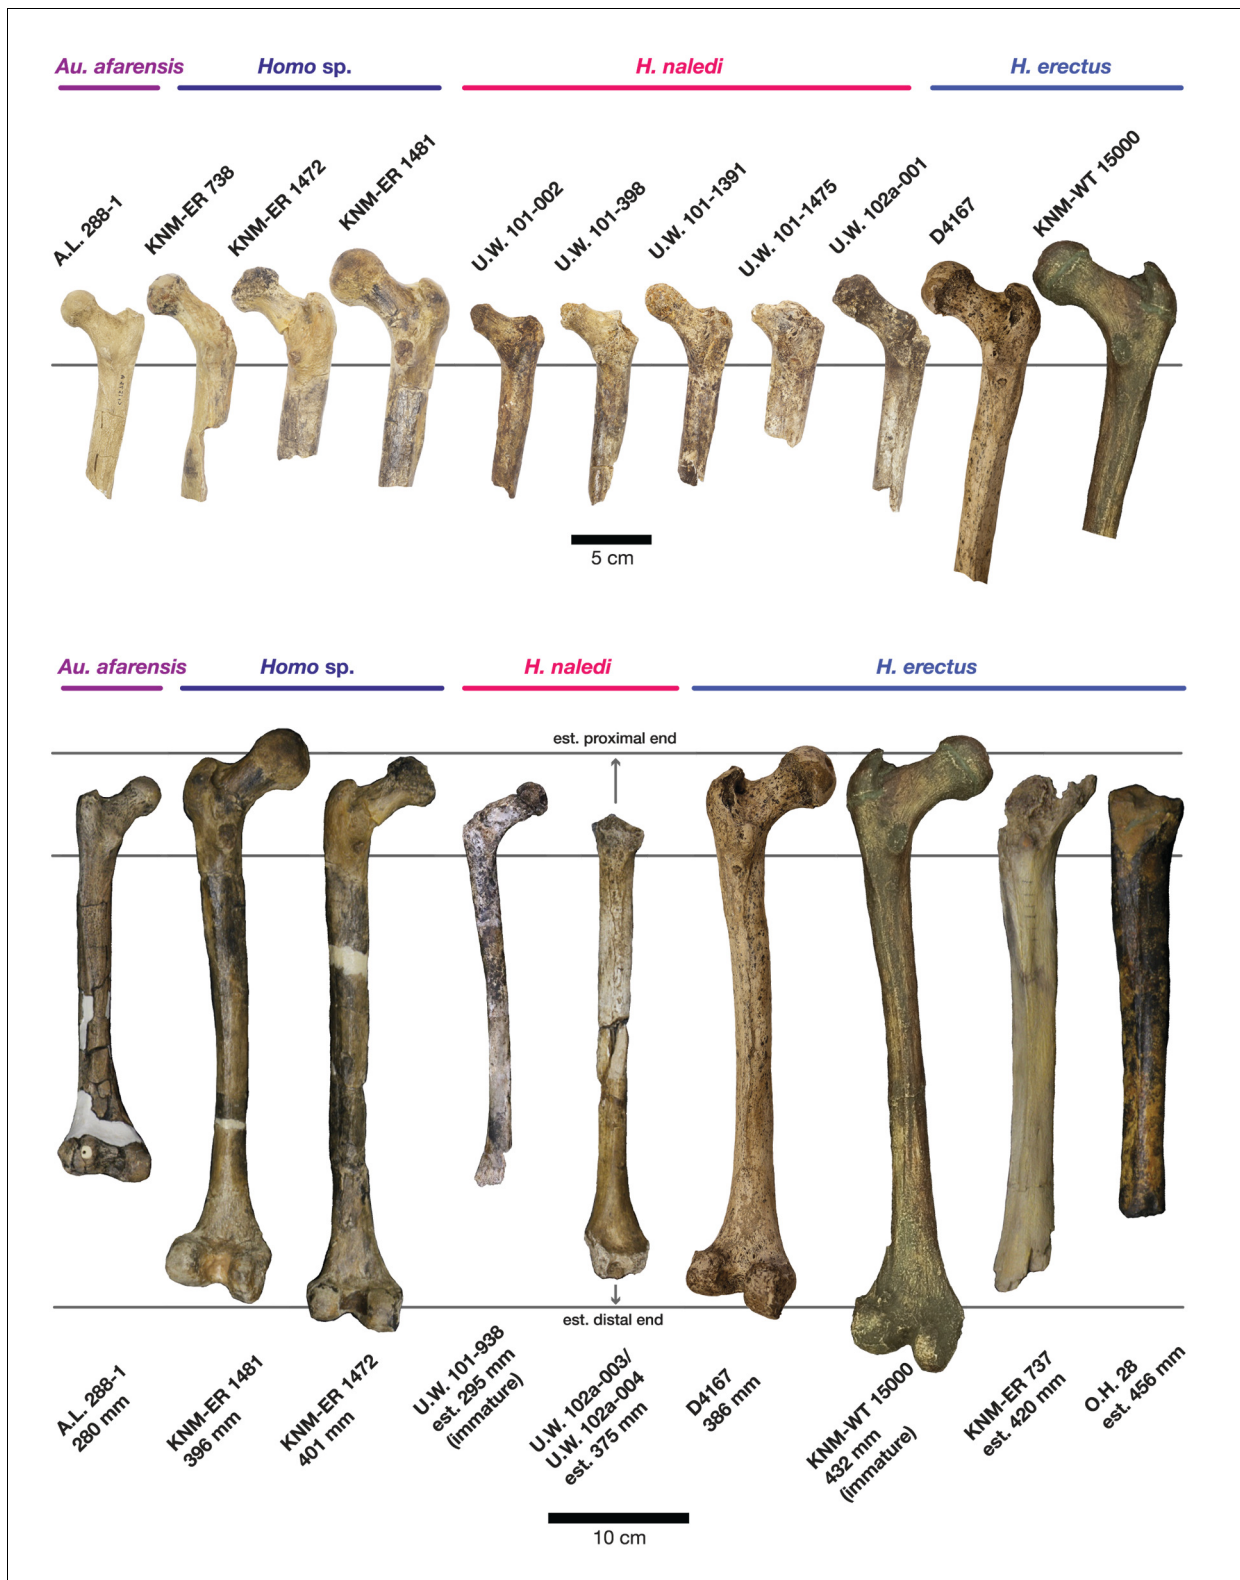 Au. afarensis
Homo sp.
H. naledi
H. erectus
A.L. 288-1
KNM-ER 738
KNM-ER 1472
KNM-ER 1481
U.W. 101-002
U.W. 101-398
U.W. 101-1391
U.W. 101-1475
U.W. 102a-001
D4167
KNM-WT 15000
5 cm
Au. afarensis
Homo sp.
H. naledi
H. erectus
est. proximal end
est. distal end
A.L. 288-1
280 mm
KNM-ER 1481
396 mm
KNM-ER 1472
401 mm
U.W. 101-938
est. 295 mm
(immature)
U.W. 102a-003/
U.W. 102a-004
est. 375 mm
D4167
386 mm
KNM-WT 15000
432 mm
(immature)
KNM-ER 737
est. 420 mm
O.H. 28
est. 456 mm
10 cm